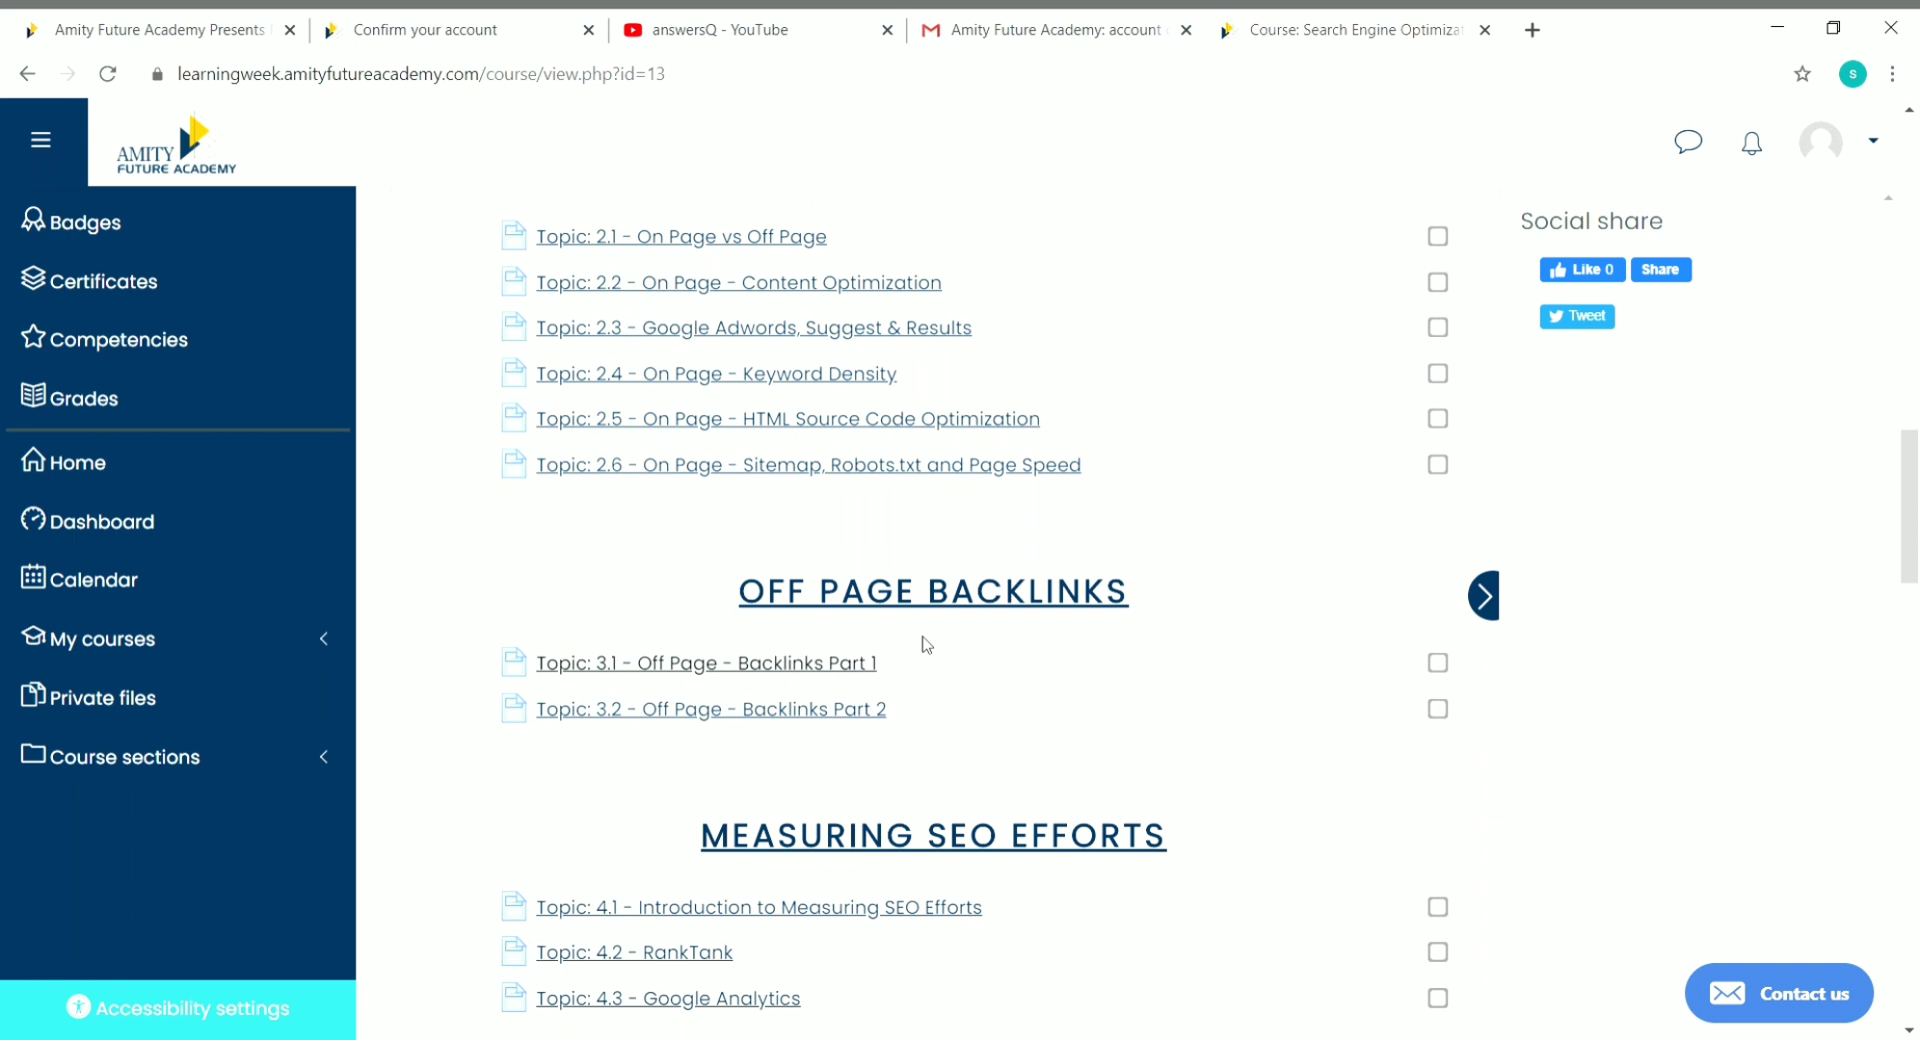 Amity Future Academy Presents
Confirm your account
answersQ - YouTube
Amity Future Academy: account
Course: Search Engine Optimizat
learningweek.amityfutureacademy.com/course/view.php?id=13
S
AMITY
FUTURE ACADEMY
Badges
Certificates
Competencies
Grades
Home
Dashboard
Calendar
My courses
Private files
Course sections
Accessibility settings
Topic: 2.1 - On Page vs Off Page
Topic: 2.2 - On Page - Content Optimization
Topic: 2.3 - Google Adwords, Suggest & Results
Topic: 2.4 - On Page - Keyword Density
Topic: 2.5 - On Page - HTML Source Code Optimization
Topic: 2.6 - On Page - Sitemap, Robots.txt and Page Speed
OFF PAGE BACKLINKS
Topic: 3.1 - Off Page - Backlinks Part 1
Topic: 3.2 - Off Page - Backlinks Part 2
MEASURING SEO EFFORTS
Topic: 4.1 - Introduction to Measuring SEO Efforts
Topic: 4.2 - RankTank
Topic: 4.3 - Google Analytics
Social share
Like 0 Share
Tweet
Contact us